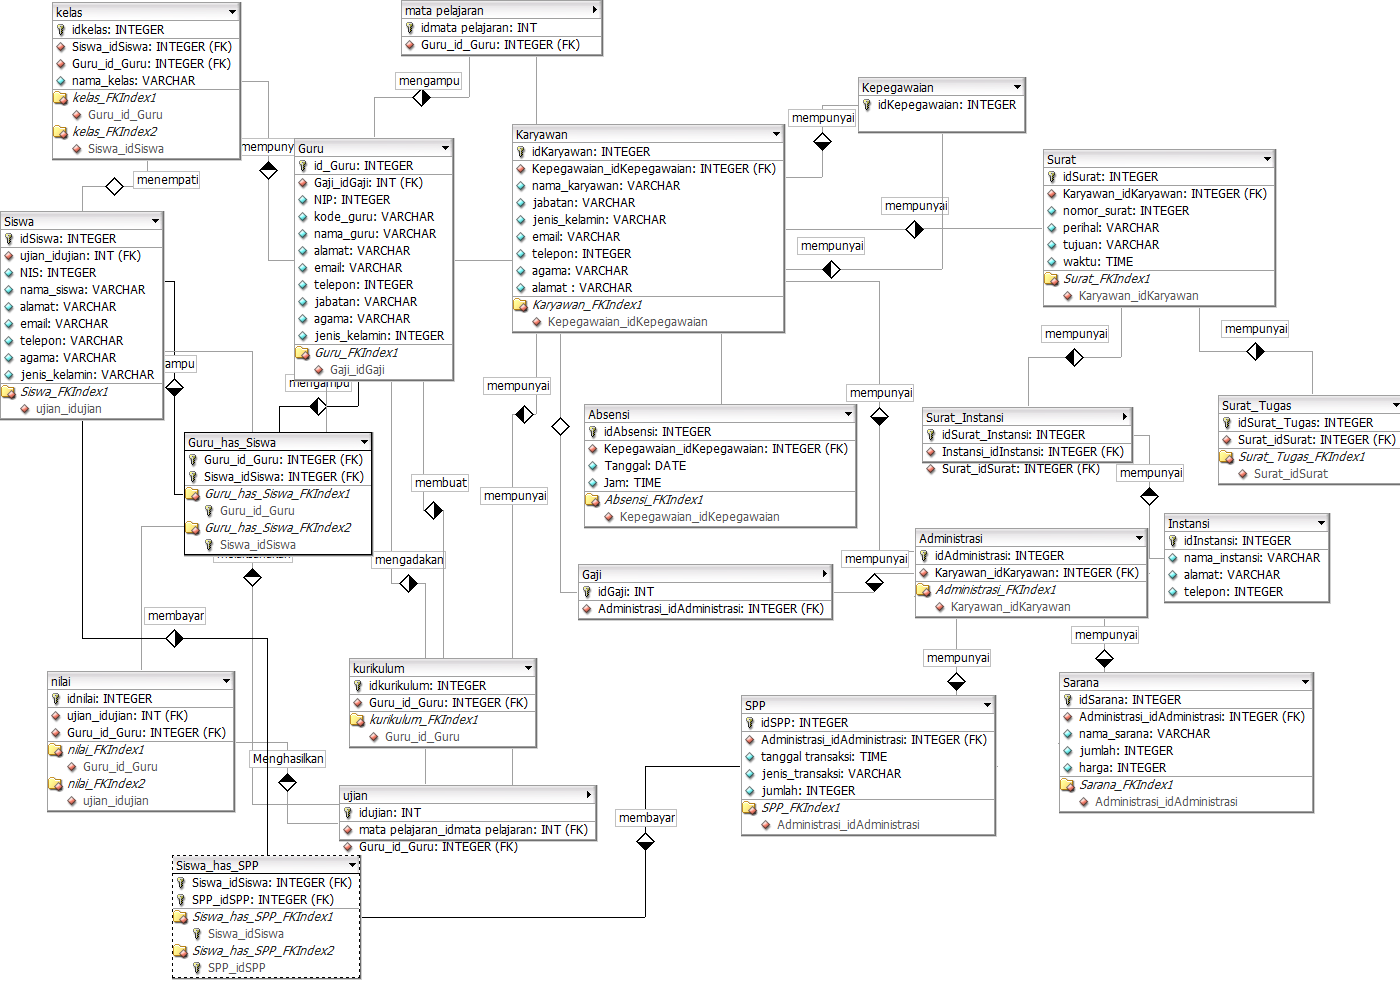 kelas
idkelas: INTEGER
Siswa_idSiswa: INTEGER (FK)
Guru_id_Guru: INTEGER (FK)
nama_kelas: VARCHAR
kelas_FKIndex1
Guru_id_Guru
kelas_FKIndex2
Siswa_idSiswa
mata pelajaran
idmata pelajaran: INT
Guru_id_Guru: INTEGER (FK)
mengampu
Kepegawaian
idKepegawaian: INTEGER
mempunyai
Karyawan
idKaryawan: INTEGER
Kepegawaian_idKepegawaian: INTEGER (FK)
nama_karyawan: VARCHAR
jabatan: VARCHAR
jenis_kelamin: VARCHAR
email: VARCHAR
telepon: INTEGER
agama: VARCHAR
alamat : VARCHAR
Karyawan_FKIndex1
Kepegawaian_idKepegawaian
mempuny
Guru
id_Guru: INTEGER
Gaji_idGaji: INT (FK)
NIP: INTEGER
kode_guru: VARCHAR
nama_guru: VARCHAR
alamat: VARCHAR
email: VARCHAR
telepon: INTEGER
jabatan: VARCHAR
agama: VARCHAR
jenis_kelamin: INTEGER
Guru_FKIndex1
Gaji_idGaji
Surat
idSurat: INTEGER
Karyawan_idKaryawan: INTEGER (FK)
nomor_surat: INTEGER
perihal: VARCHAR
tujuan: VARCHAR
waktu: TIME
Surat_FKIndex1
Karyawan_idKaryawan
menempati
mempunyai
mempunyai
Siswa
idSiswa: INTEGER
ujian_idujian: INT (FK)
NIS: INTEGER
nama_siswa: VARCHAR
alamat: VARCHAR
email: VARCHAR
telepon: VARCHAR
agama: VARCHAR
jenis_kelamin: VARCHAR
Siswa_FKIndex1
ujian_idujian
ampu
mengampu
mempunyai
mempunyai
mempunyai
mempunyai
Absensi
idAbsensi: INTEGER
Kepegawaian_idKepegawaian: INTEGER (FK)
Tanggal: DATE
Jam: TIME
Absensi_FKIndex1
Kepegawaian_idKepegawaian
Surat_Instansi
idSurat_Instansi: INTEGER
Instansi_idInstansi: INTEGER (FK)
Surat_idSurat: INTEGER (FK)
Surat_Tugas
idSurat_Tugas: INTEGER
Surat_idSurat: INTEGER (FK)
Surat_Tugas_FKIndex1
Surat_idSurat
Guru_has_Siswa
Guru_id_Guru: INTEGER (FK)
Siswa_idSiswa: INTEGER (FK)
Guru_has_Siswa_FKIndex1
Guru_id_Guru
Guru_has_Siswa_FKIndex2
Siswa_idSiswa
membuat
mempunyai
mempunyai
Instansi
idInstansi: INTEGER
nama_instansi: VARCHAR
alamat: VARCHAR
telepon: INTEGER
Administrasi
idAdministrasi: INTEGER
Karyawan_idKaryawan: INTEGER (FK)
Administrasi_FKIndex1
Karyawan_idKaryawan
mengadakan
mempunyai
Gaji
idGaji: INT
Administrasi_idAdministrasi: INTEGER (FK)
membayar
mempunyai
mempunyai
nilai
idnilai: INTEGER
ujian_idujian: INT (FK)
Guru_id_Guru: INTEGER (FK)
nilai_FKIndex1
Guru_id_Guru
nilai_FKIndex2
ujian_idujian
kurikulum
idkurikulum: INTEGER
Guru_id_Guru: INTEGER (FK)
kurikulum_FKIndex1
Guru_id_Guru
Sarana
idSarana: INTEGER
Administrasi_idAdministrasi: INTEGER (FK)
nama_sarana: VARCHAR
jumlah: INTEGER
harga: INTEGER
Sarana_FKIndex1
Administrasi_idAdministrasi
SPP
idSPP: INTEGER
Administrasi_idAdministrasi: INTEGER (FK)
tanggal transaksi: TIME
jenis_transaksi: VARCHAR
jumlah: INTEGER
SPP_FKIndex1
Administrasi_idAdministrasi
Menghasilkan
ujian
idujian: INT
mata pelajaran_idmata pelajaran: INT (FK)
Guru_id_Guru: INTEGER (FK)
membayar
Siswa_has_SPP
Siswa_idSiswa: INTEGER (FK)
SPP_idSPP: INTEGER (FK)
Siswa_has_SPP_FKIndex1
Siswa_idSiswa
Siswa_has_SPP_FKIndex2
SPP_idSPP